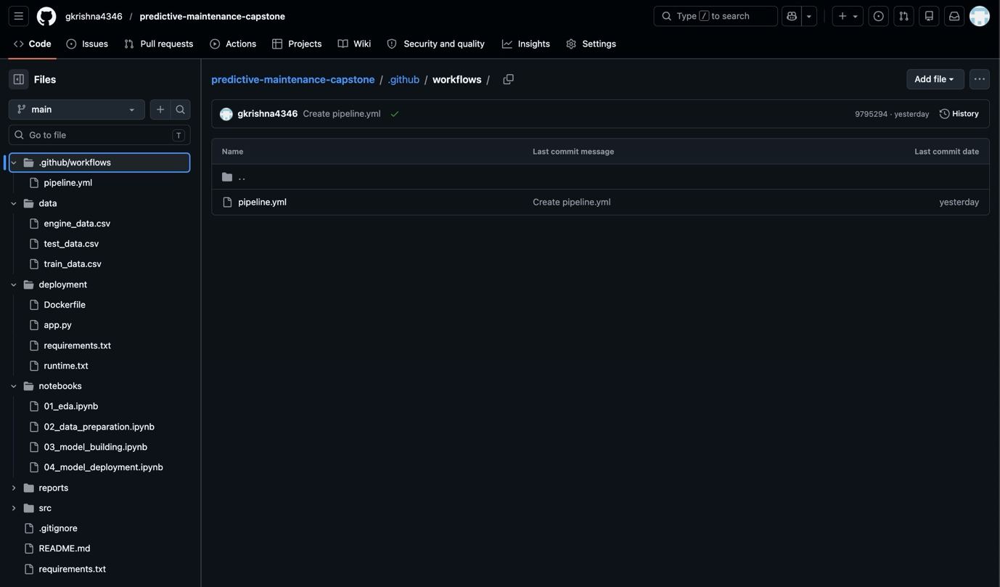 gkrishna4346 / predictive-maintenance-capstone
Type / to search
Code
Issues
Pull requests
Actions
Projects
Wiki
Security and quality
Insights
Settings
Files
main
Go to file
T
.github/workflows
pipeline.yml
data
engine_data.csv
test_data.csv
train_data.csv
deployment
Dockerfile
app.py
requirements.txt
runtime.txt
notebooks
01_eda.ipynb
02_data_preparation.ipynb
03_model_building.ipynb
04_model_deployment.ipynb
reports
src
.gitignore
README.md
requirements.txt
predictive-maintenance-capstone / .github / workflows /
Add file
gkrishna4346 Create pipeline.yml
9795294 · yesterday
History
Name Last commit message Last commit date
..
pipeline.yml Create pipeline.yml yesterday